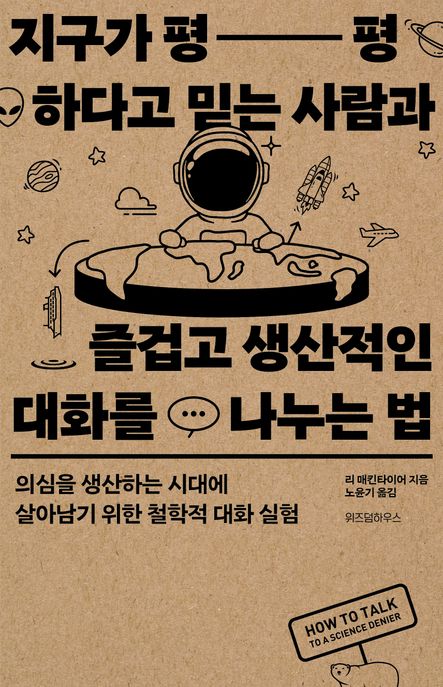 지구가 평──평
하다고 믿는 사람과
즐겁고 생산적인
대화를 나누는 법
의심을 생산하는 시대에
살아남기 위한 철학적 대화 실험
리 매킨타이어 지음
노윤기 옮김
위즈덤하우스
HOW TO TALK
TO A SCIENCE DENIER